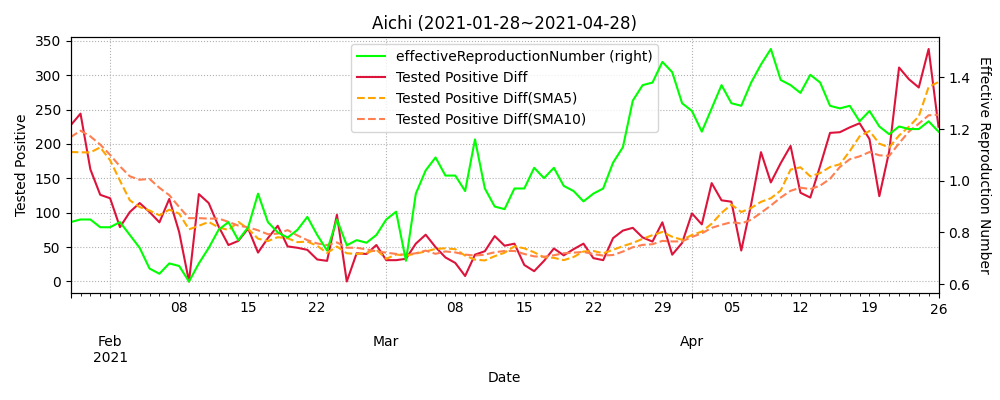 Aichi (2021-01-28~2021-04-28)
effectiveReproductionNumber (right)
Tested Positive Diff
Tested Positive Diff(SMA5)
Tested Positive Diff(SMA10)
Tested Positive
350
300
250
200
150
100
50
0
1.4
1.2
1.0
0.8
0.6
Effective Reproduction Number
08 15 22 08 15 22 29 05 12 19 26
Feb Mar Apr
2021
Date